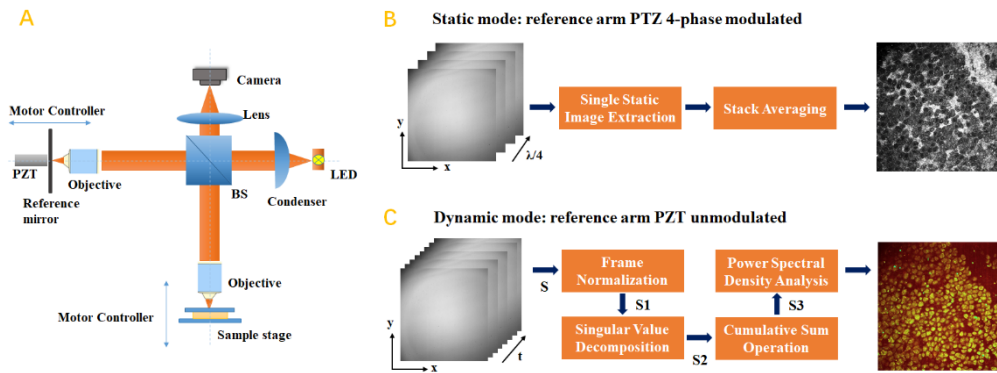 A
Camera
Motor Controller
Lens
PZT
Objective
BS
LED
Reference
mirror
Condenser
Objective
Motor Controller
Sample stage
B
Static mode: reference arm PTZ 4-phase modulated
y
x
λ/4
Single Static
Image Extraction
Stack Averaging
C
Dynamic mode: reference arm PZT unmodulated
y
x
t
S
Frame
Normalization
S1
Singular Value
Decomposition
S2
Cumulative Sum
Operation
S3
Power Spectral
Density Analysis